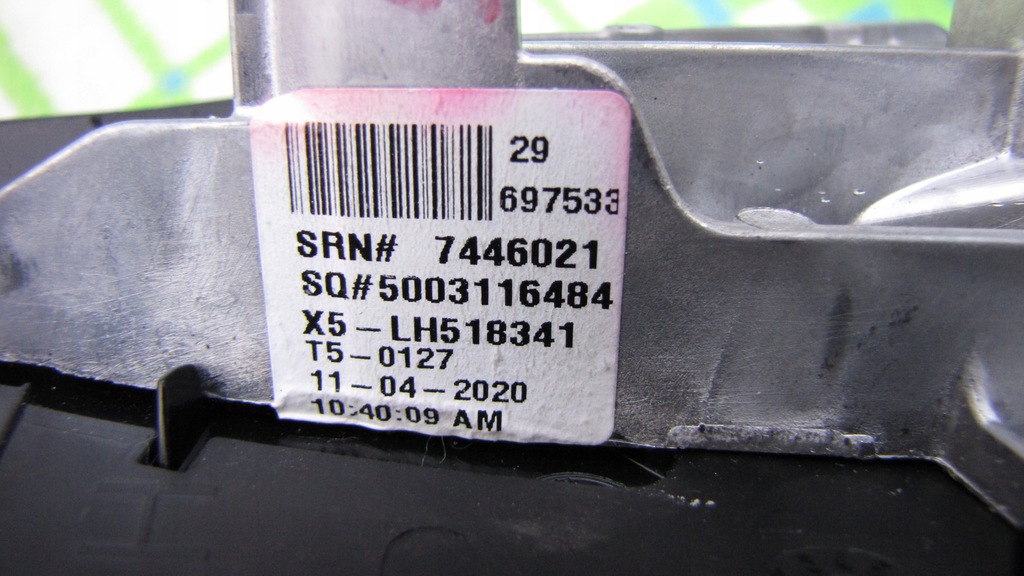 29
697533
SRN# 7446021
SQ#5003116484
X5-LH518341
T5-0127
11-04-2020
10:40:09 AM